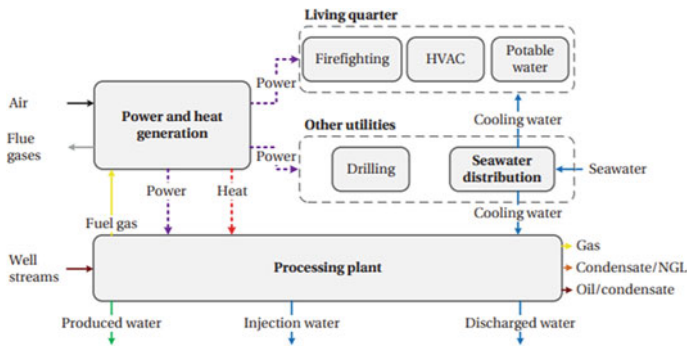 Living quarter
Firefighting
HVAC
Potable
water
Power
Air
Power and heat
generation
Flue
gases
Cooling water
Other utilities
Power
Drilling
Seawater
distribution
Seawater
Power
Heat
Fuel gas
Cooling water
Well
streams
Processing plant
Gas
Condensate/NGL
Oil/condensate
Produced water
Injection water
Discharged water